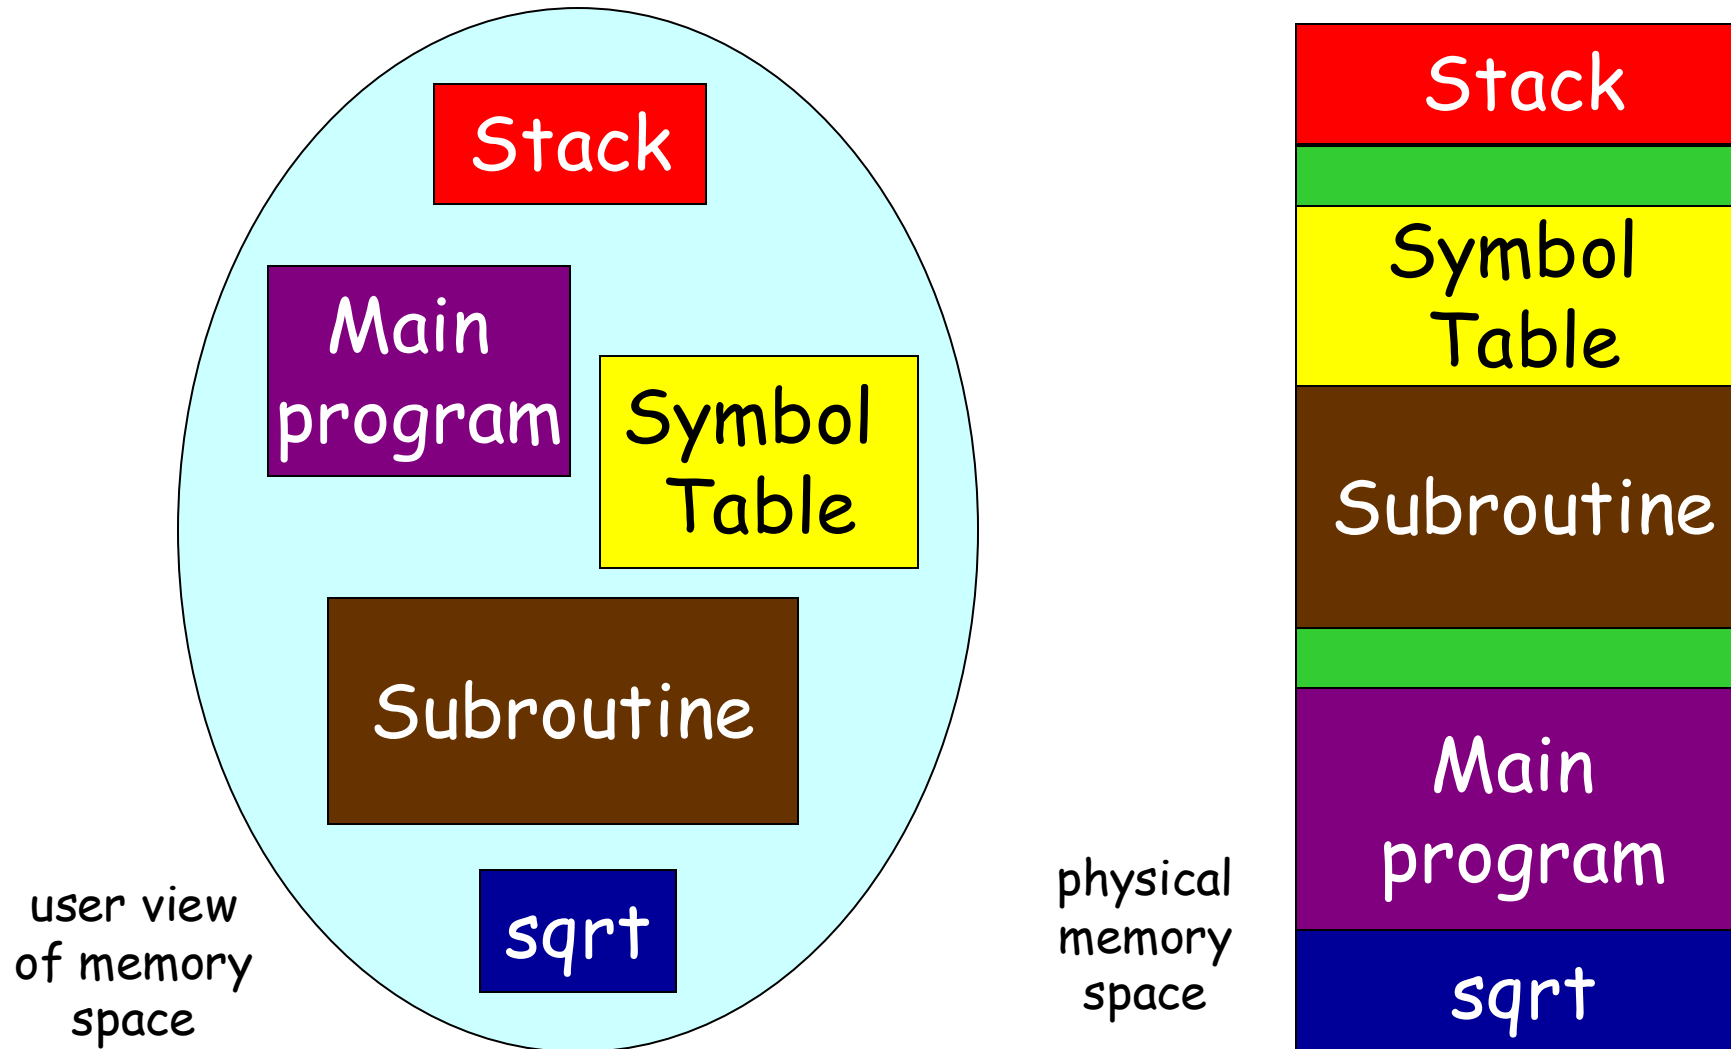 Stack
Main
program
Symbol
Table
Subroutine
sqrt
user view
of memory
space
physical
memory
space
Stack
Symbol
Table
Subroutine
Main
program
sqrt